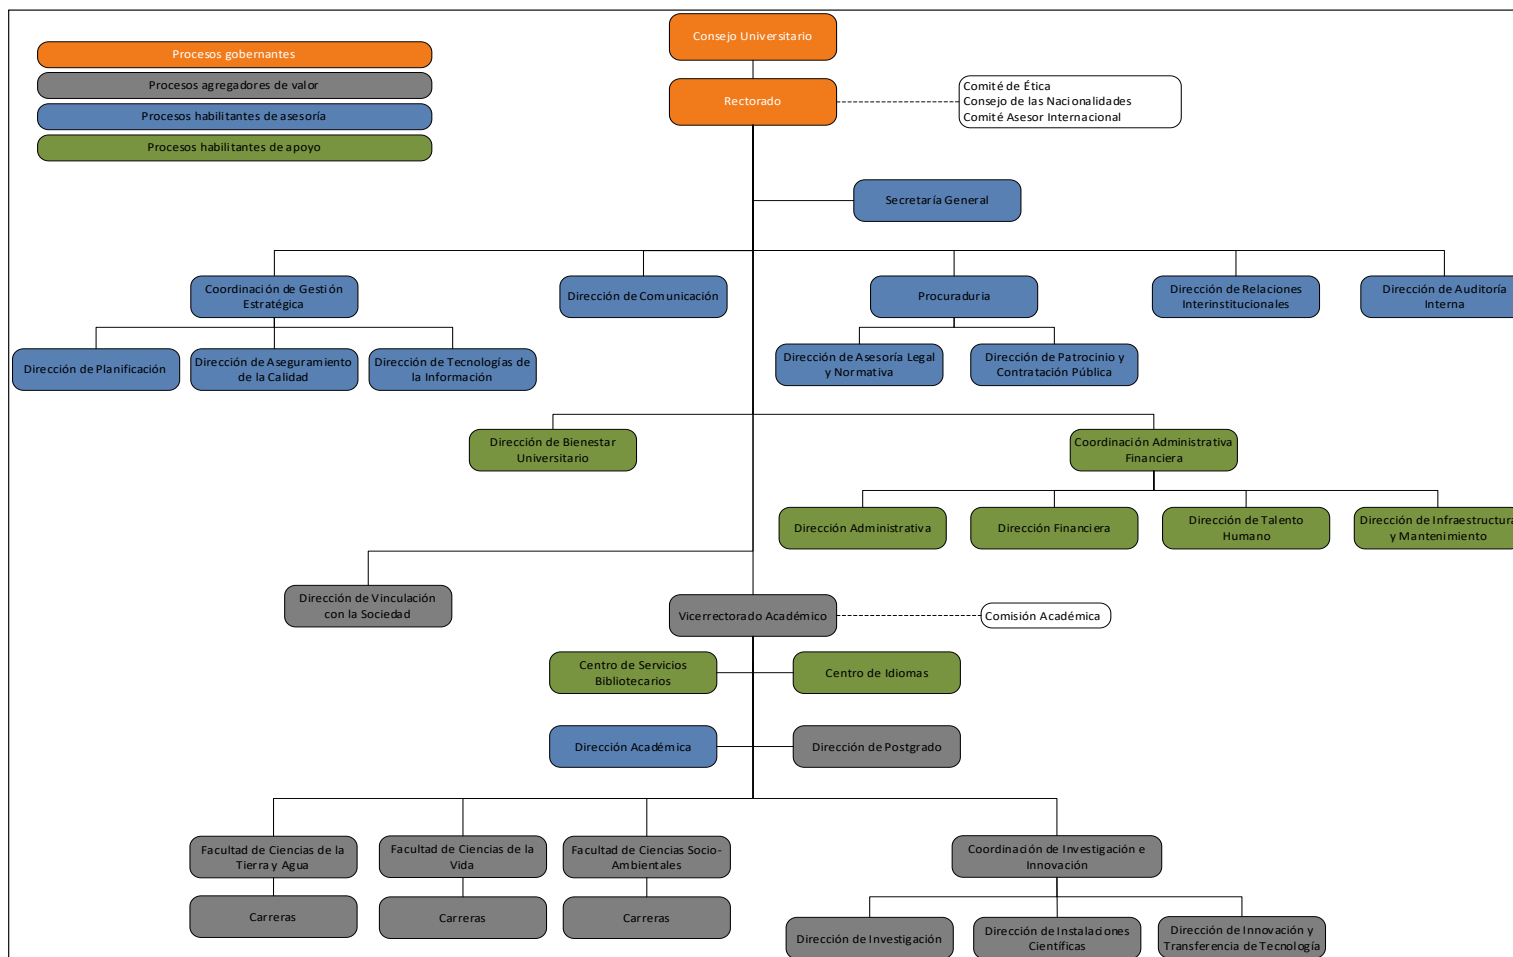 Procesos gobernantes
Procesos agregadores de valor
Procesos habilitantes de asesoría
Procesos habilitantes de apoyo
Consejo Universitario
Rectorado
Comité de Ética
Consejo de las Nacionalidades
Comité Asesor Internacional
Secretaría General
Coordinación de Gestión
Estratégica
Dirección de Comunicación
Procuraduria
Dirección de Relaciones
Interinstitucionales
Dirección de Auditoría
Interna
Dirección de Planificación
Dirección de Aseguramiento
de la Calidad
Dirección de Tecnologías de
la Información
Dirección de Asesoría Legal
y Normativa
Dirección de Patrocinio y
Contratación Pública
Dirección de Bienestar
Universitario
Coordinación Administrativa
Financiera
Dirección Administrativa
Dirección Financiera
Dirección de Talento
Humano
Dirección de Infraestructura
y Mantenimiento
Dirección de Vinculación
con la Sociedad
Vicerrectorado Académico
Comisión Académica
Centro de Servicios
Bibliotecarios
Centro de Idiomas
Dirección Académica
Dirección de Postgrado
Facultad de Ciencias de la
Tierra y Agua
Facultad de Ciencias de la
Vida
Facultad de Ciencias Socio-
Ambientales
Coordinación de Investigación e
Innovación
Carreras
Carreras
Carreras
Dirección de Investigación
Dirección de Instalaciones
Científicas
Dirección de Innovación y
Transferencia de Tecnología